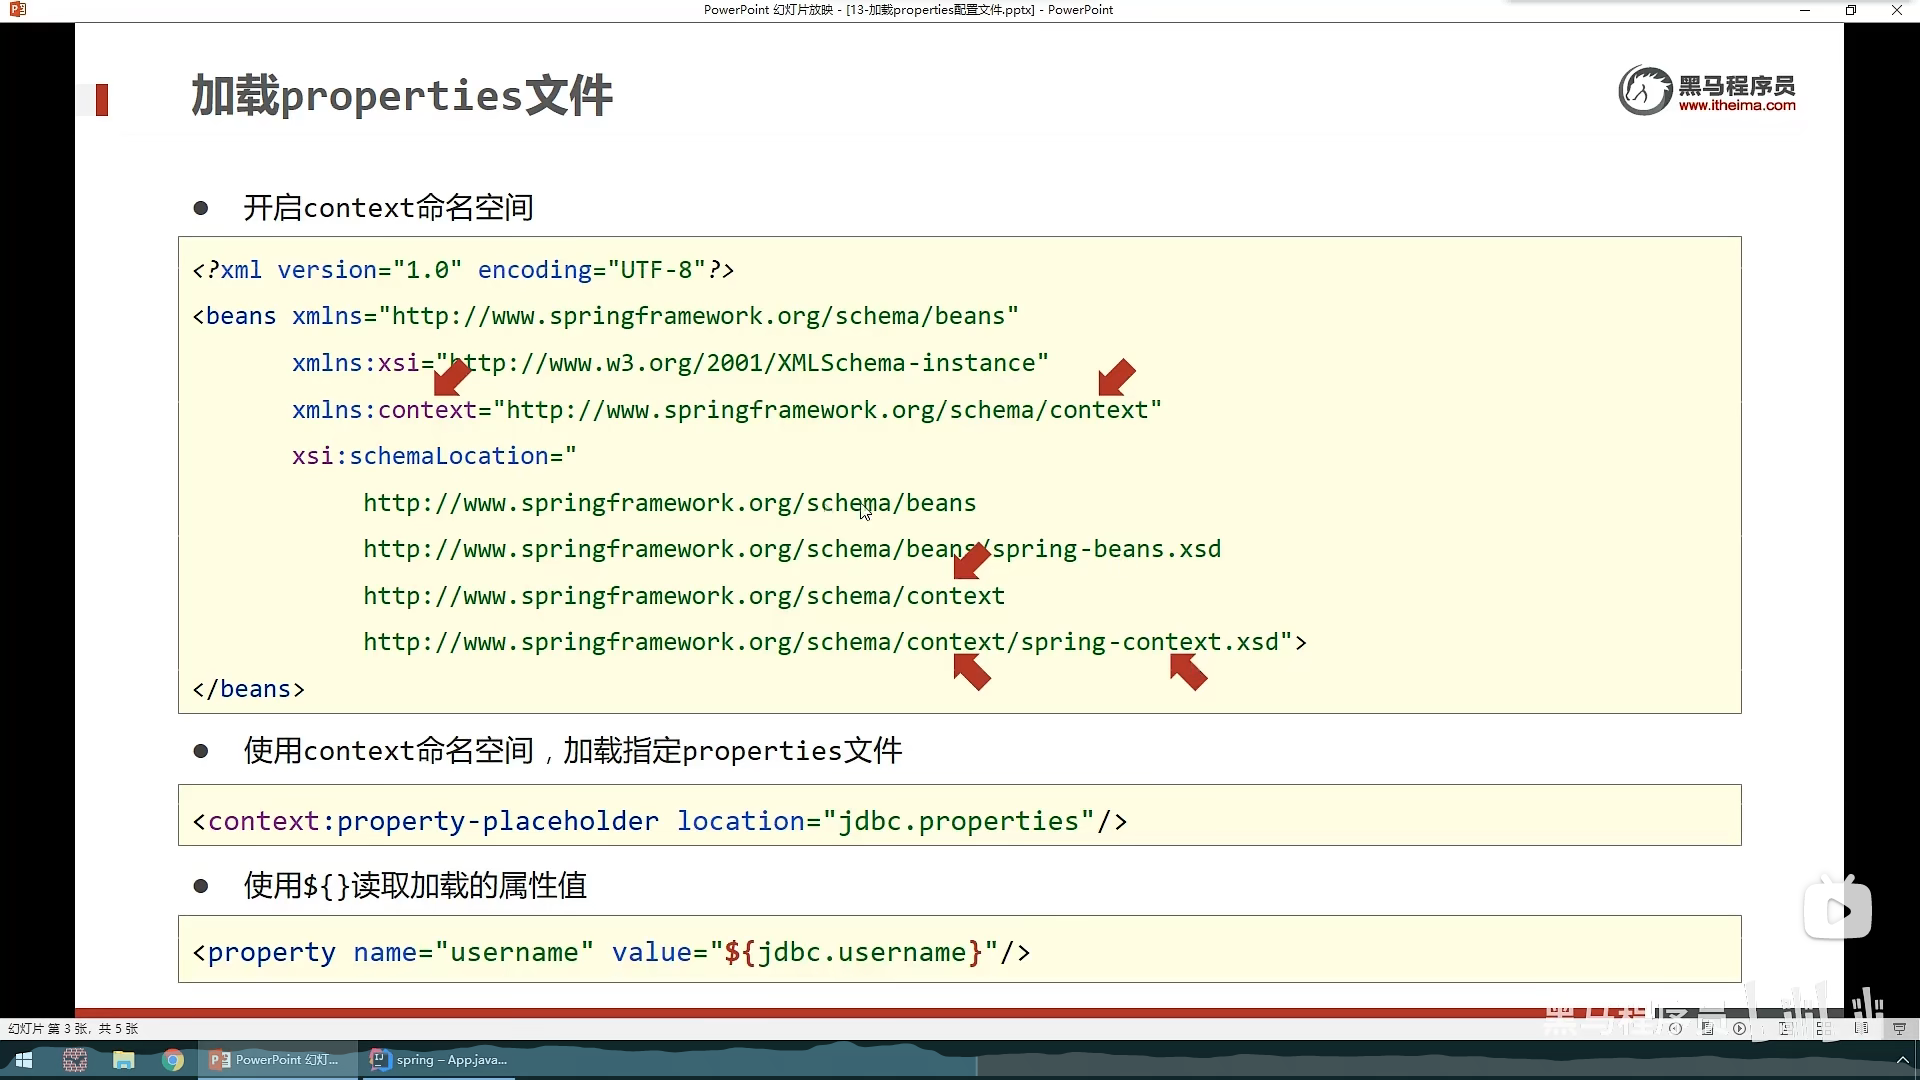 PowerPoint 幻灯片放映 - [13-加载properties配置文件.pptx] - PowerPoint
加载properties文件
黑马程序员
www.itheima.com
● 开启context命名空间
<?xml version="1.0" encoding="UTF-8"?>
<beans xmlns="http://www.springframework.org/schema/beans"
xmlns:xsi="http://www.w3.org/2001/XMLSchema-instance"
xmlns:context="http://www.springframework.org/schema/context"
xsi:schemaLocation="
http://www.springframework.org/schema/beans
http://www.springframework.org/schema/beans/spring-beans.xsd
http://www.springframework.org/schema/context
http://www.springframework.org/schema/context/spring-context.xsd">
</beans>
● 使用context命名空间，加载指定properties文件
<context:property-placeholder location="jdbc.properties"/>
● 使用${}读取加载的属性值
<property name="username" value="${jdbc.username}"/>
黑马程序员
幻灯片 第 3 张，共 5 张
PowerPoint 幻灯...
spring – App.java...